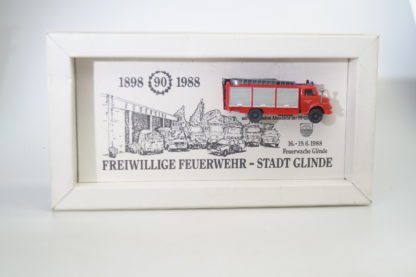 1898 90 1988
16.-19.6.1988
Feuerwache Glinde
FREIWILLIGE FEUERWEHR - STADT GLINDE